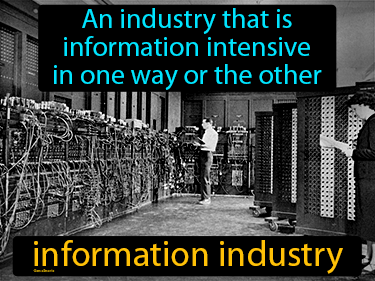 An industry that is
information intensive
in one way or the other
information industry